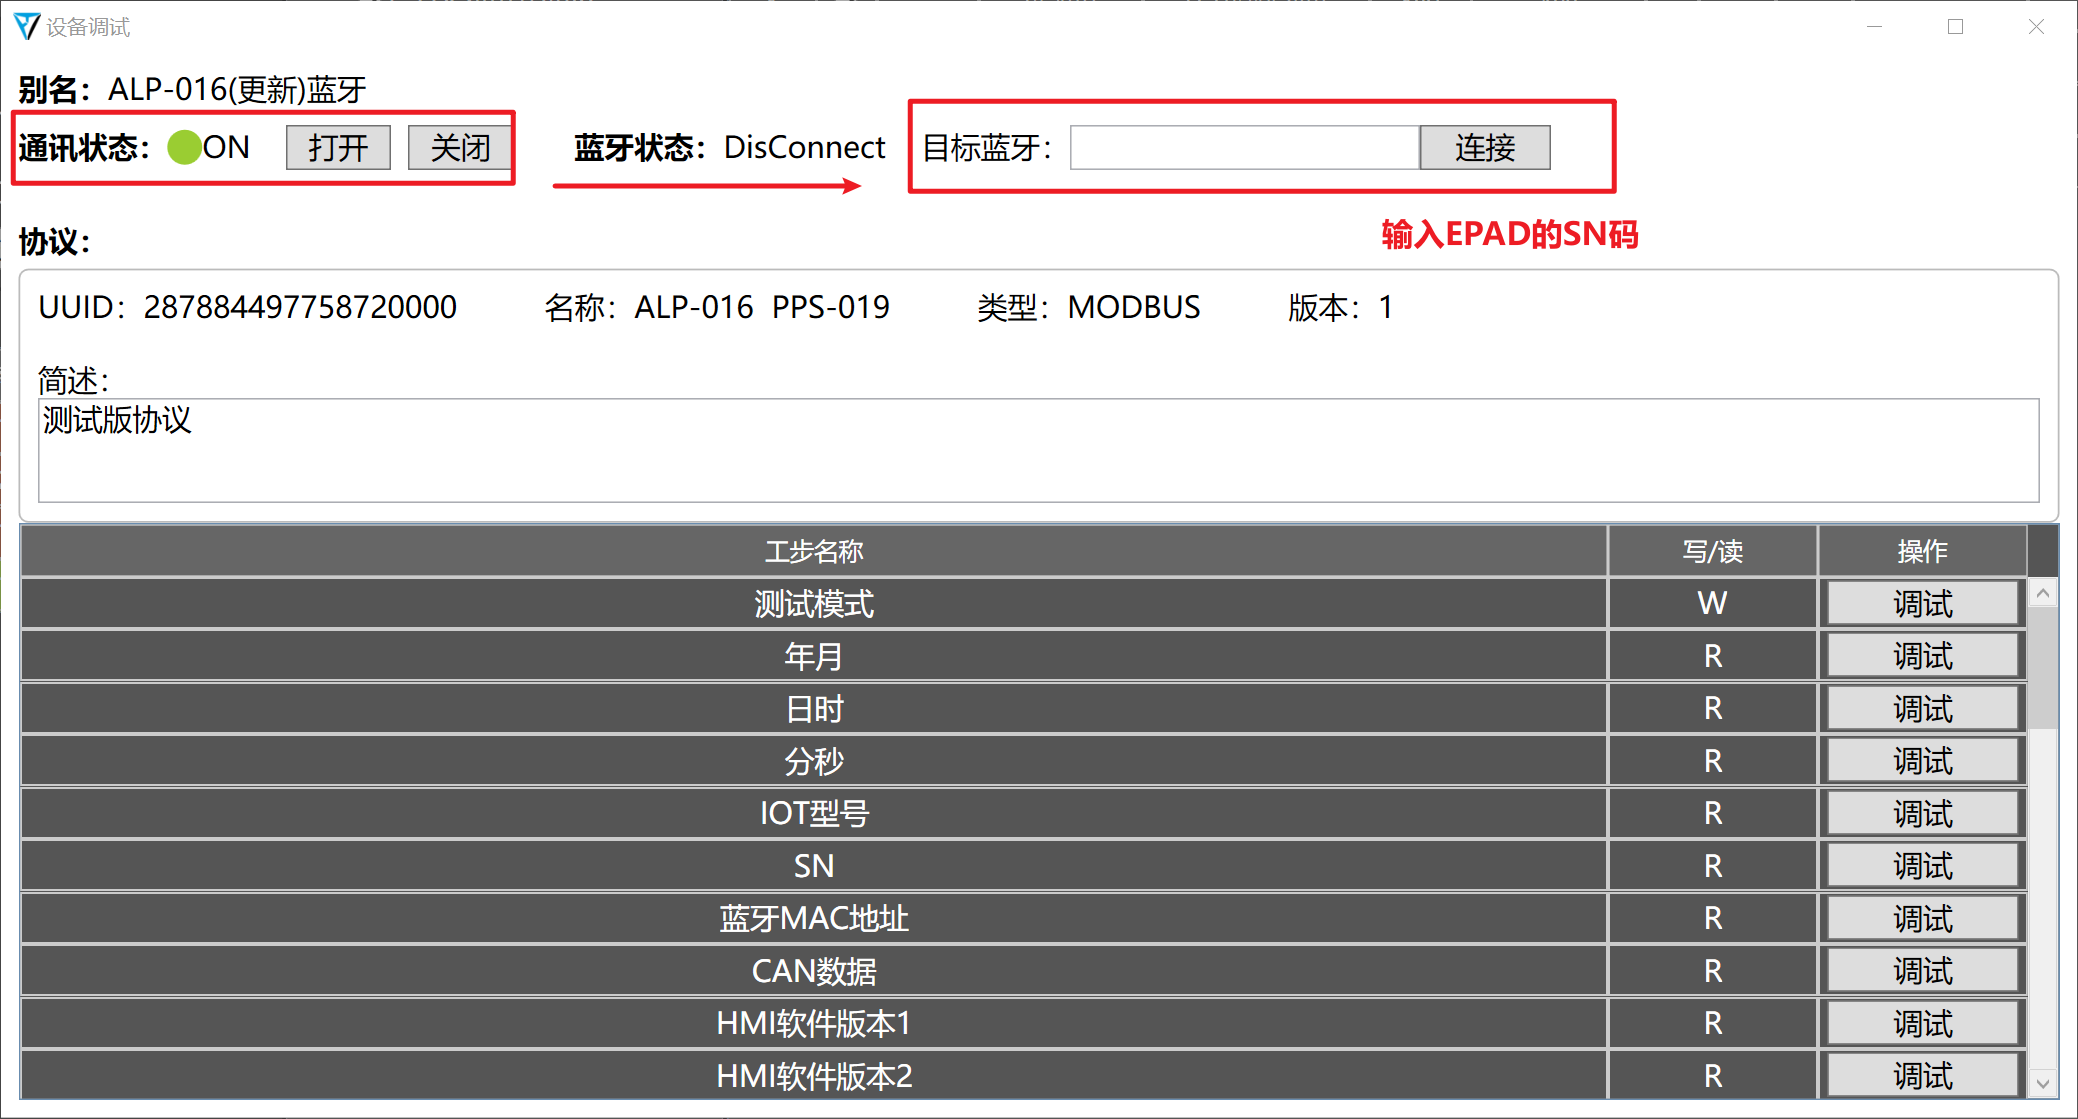 设备调试
别名：ALP-016(更新)蓝牙
通讯状态：ON 打开 关闭 蓝牙状态：DisConnect 目标蓝牙： 连接
输入EPAD的SN码
协议：
UUID：287884497758720000 名称：ALP-016 PPS-019 类型：MODBUS 版本：1
简述：
测试版协议
工步名称 写/读 操作
测试模式 W 调试
年月 R 调试
日时 R 调试
分秒 R 调试
IOT型号 R 调试
SN R 调试
蓝牙MAC地址 R 调试
CAN数据 R 调试
HMI软件版本1 R 调试
HMI软件版本2 R 调试